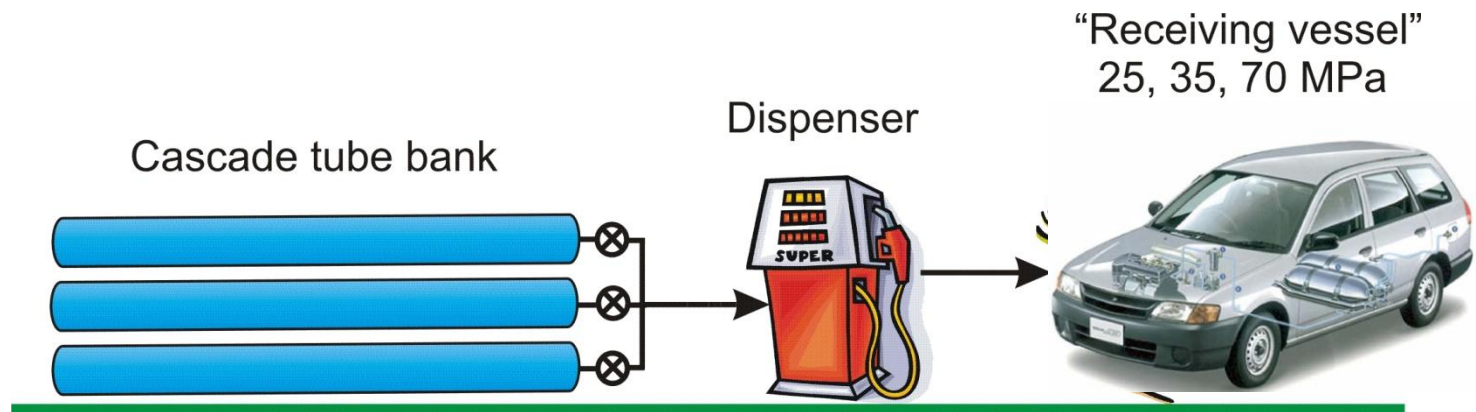 “Receiving vessel”
25, 35, 70 MPa
Dispenser
Cascade tube bank
SUPER